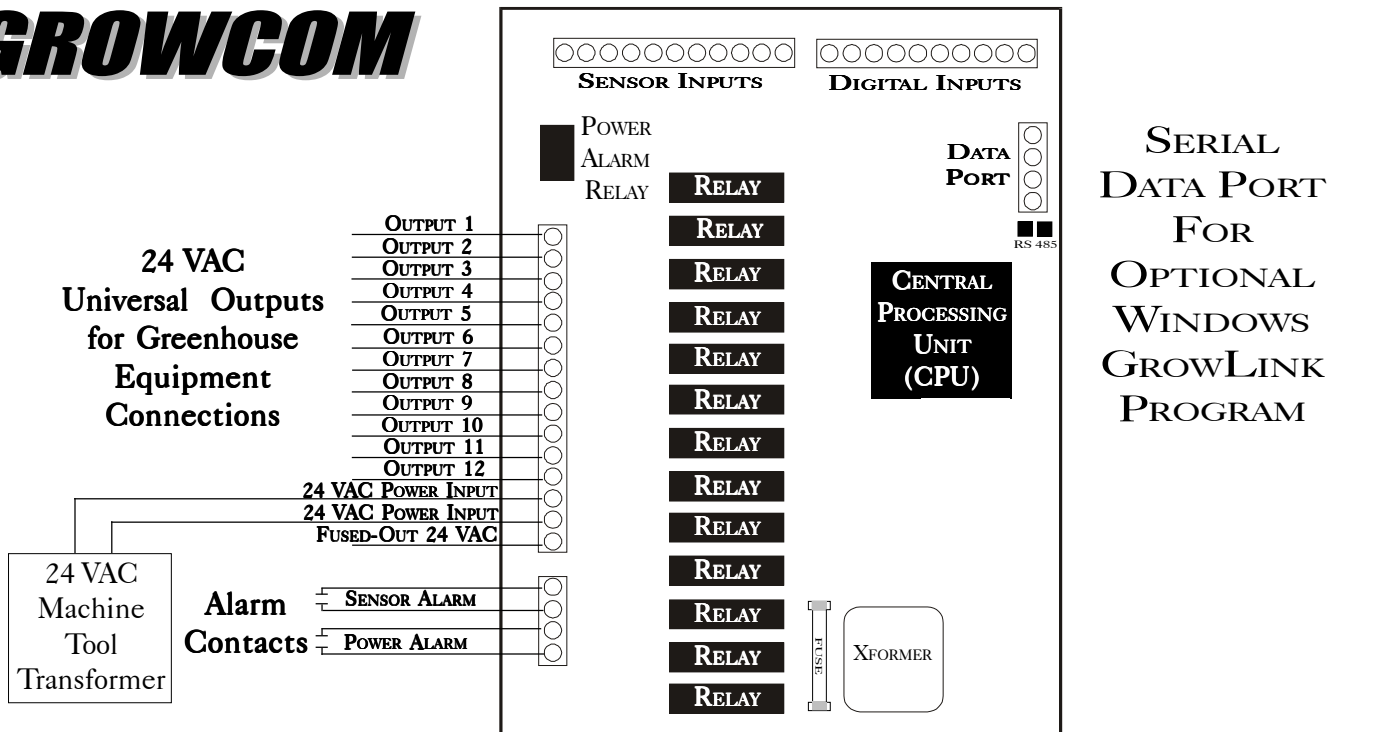 GROWCOM
SENSOR INPUTS
DIGITAL INPUTS
POWER
ALARM
RELAY
DATA
PORT
RS 485
SERIAL
DATA PORT
FOR
OPTIONAL
WINDOWS
GROWLINK
PROGRAM
24 VAC
Universal Outputs
for Greenhouse
Equipment
Connections
OUTPUT 1
OUTPUT 2
OUTPUT 3
OUTPUT 4
OUTPUT 5
OUTPUT 6
OUTPUT 7
OUTPUT 8
OUTPUT 9
OUTPUT 10
OUTPUT 11
OUTPUT 12
24 VAC POWER INPUT
24 VAC POWER INPUT
FUSED-OUT 24 VAC
RELAY
RELAY
RELAY
RELAY
RELAY
RELAY
RELAY
RELAY
RELAY
RELAY
RELAY
RELAY
RELAY
CENTRAL
PROCESSING
UNIT
(CPU)
24 VAC
Machine
Tool
Transformer
Alarm
Contacts
SENSOR ALARM
POWER ALARM
FUSE
XFORMER